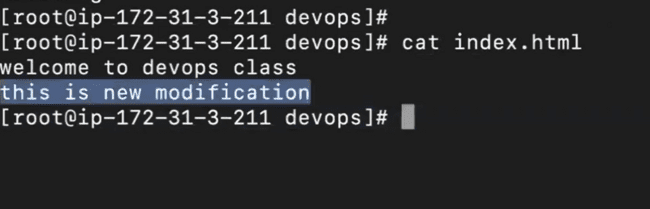 [root@ip-172-31-3-211 devops]#
[root@ip-172-31-3-211 devops]# cat index.html
welcome to devops class
this is new modification
[root@ip-172-31-3-211 devops]#